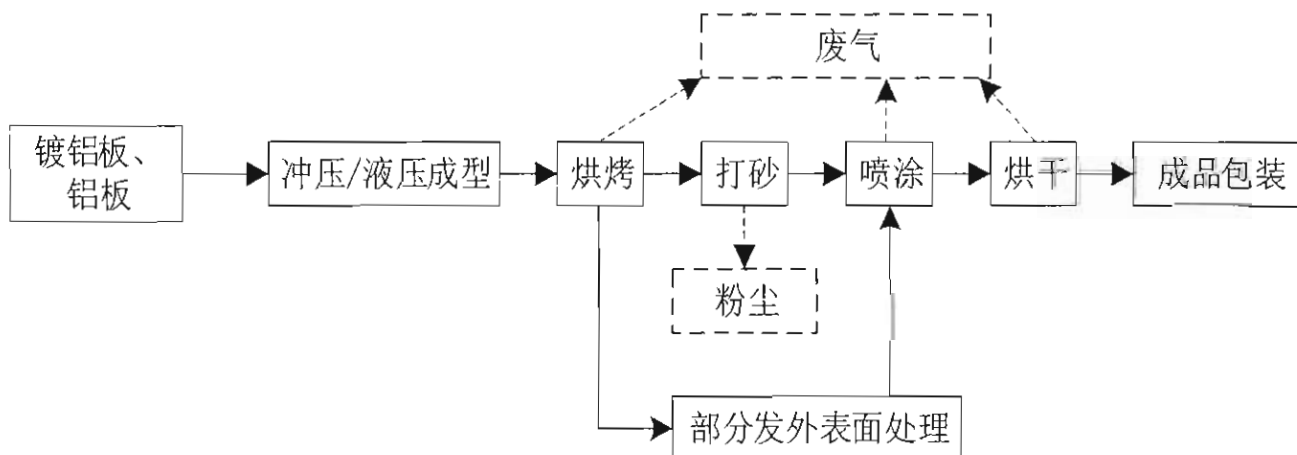 废气
镀铝板、
铝板
冲压/液压成型
烘烤
打砂
喷涂
烘干
成品包装
粉尘
部分发外表面处理